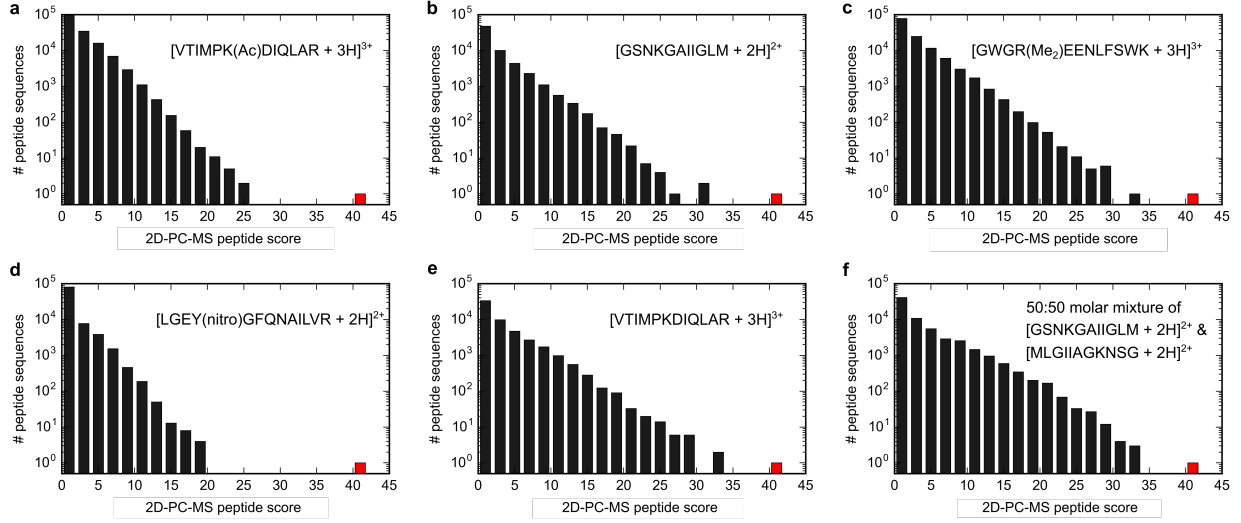 a
[VTIMPK(Ac)DIQLAR + 3H]3+
# peptide sequences
10^5
10^4
10^3
10^2
10^1
10^0
0 5 10 15 20 25 30 35 40 45
2D-PC-MS peptide score
b
[GSNKGAIIGLM + 2H]2+
# peptide sequences
10^5
10^4
10^3
10^2
10^1
10^0
0 5 10 15 20 25 30 35 40 45
2D-PC-MS peptide score
c
[GWGR(Me2)EENLFSWK + 3H]3+
# peptide sequences
10^5
10^4
10^3
10^2
10^1
10^0
0 5 10 15 20 25 30 35 40 45
2D-PC-MS peptide score
d
[LGEY(nitro)GFQNAILVR + 2H]2+
# peptide sequences
10^5
10^4
10^3
10^2
10^1
10^0
0 5 10 15 20 25 30 35 40 45
2D-PC-MS peptide score
e
[VTIMPKDIQLAR + 3H]3+
# peptide sequences
10^5
10^4
10^3
10^2
10^1
10^0
0 5 10 15 20 25 30 35 40 45
2D-PC-MS peptide score
f
50:50 molar mixture of
[GSNKGAIIGLM + 2H]2+ &
[MLGIIAGKNSG + 2H]2+
# peptide sequences
10^5
10^4
10^3
10^2
10^1
10^0
0 5 10 15 20 25 30 35 40 45
2D-PC-MS peptide score